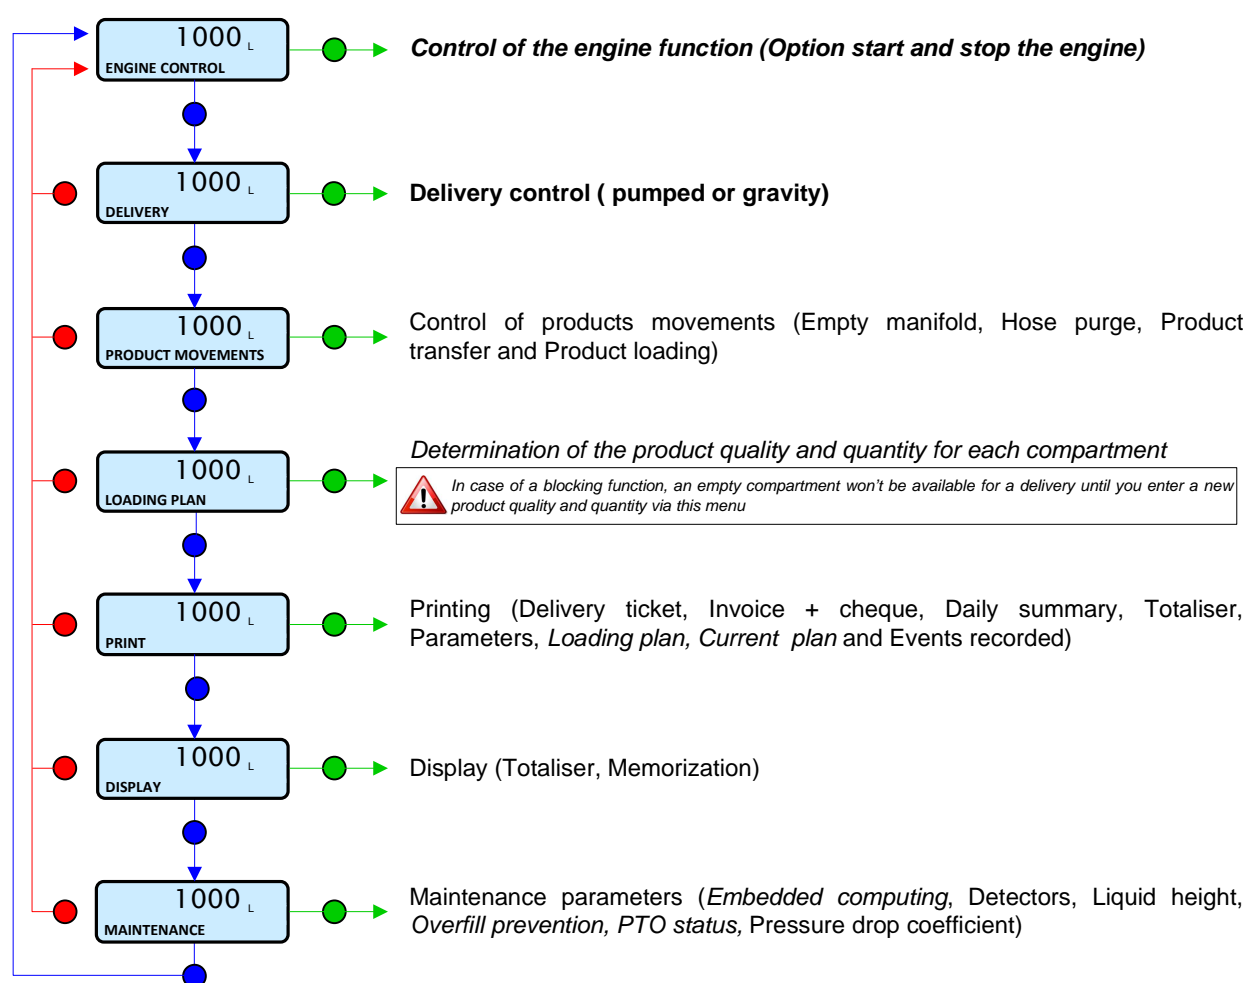 1000 L
ENGINE CONTROL
Control of the engine function (Option start and stop the engine)
1000 L
DELIVERY
Delivery control ( pumped or gravity)
1000 L
PRODUCT MOVEMENTS
Control of products movements (Empty manifold, Hose purge, Product
transfer and Product loading)
1000 L
LOADING PLAN
Determination of the product quality and quantity for each compartment
In case of a blocking function, an empty compartment won't be available for a delivery until you enter a new
product quality and quantity via this menu
1000 L
PRINT
Printing (Delivery ticket, Invoice + cheque, Daily summary, Totaliser,
Parameters, Loading plan, Current plan and Events recorded)
1000 L
DISPLAY
Display (Totaliser, Memorization)
1000 L
MAINTENANCE
Maintenance parameters (Embedded computing, Detectors, Liquid height,
Overfill prevention, PTO status, Pressure drop coefficient)